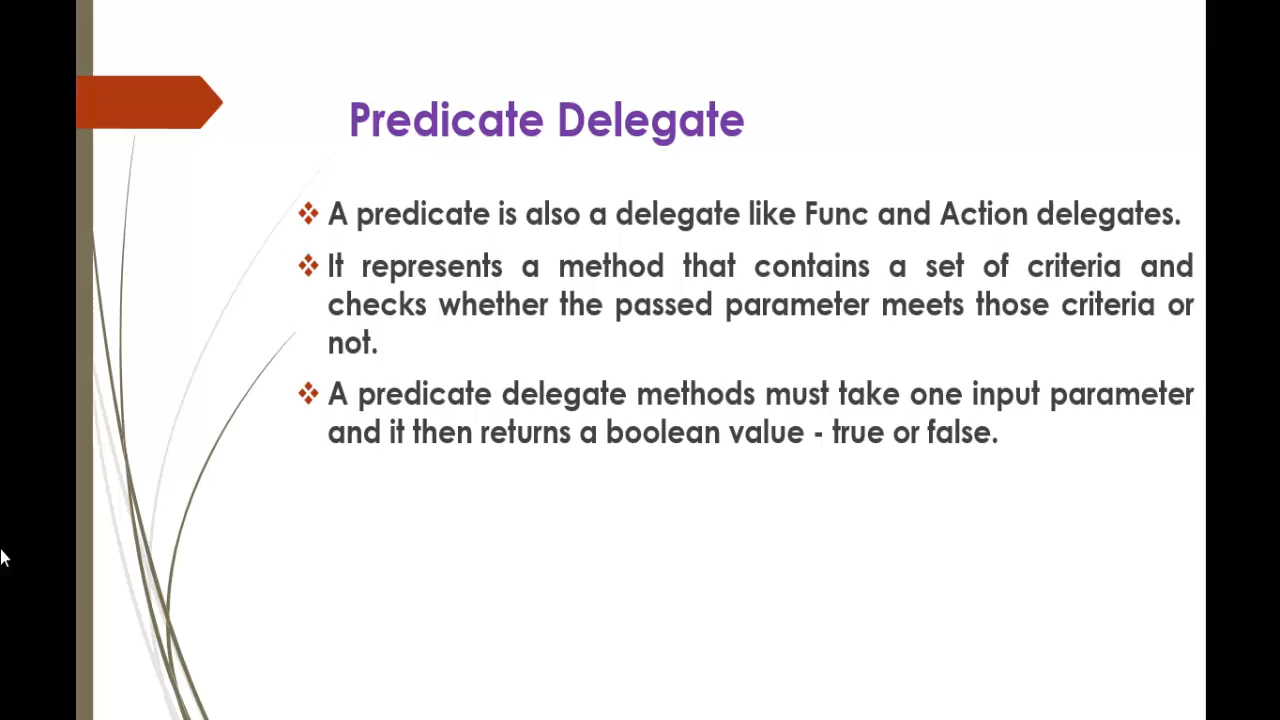 Predicate Delegate
A predicate is also a delegate like Func and Action delegates.
It represents a method that contains a set of criteria and
checks whether the passed parameter meets those criteria or
not.
A predicate delegate methods must take one input parameter
and it then returns a boolean value - true or false.